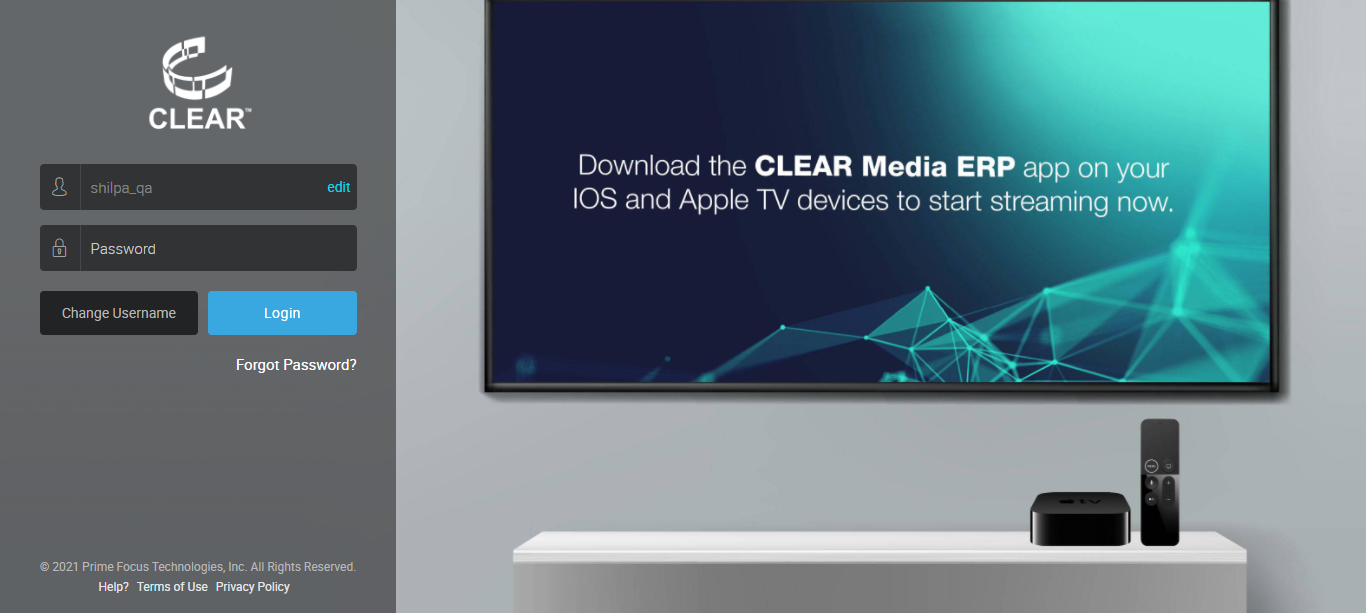 CLEAR™
shilpa_qa
edit
Password
Change Username
Login
Forgot Password?
© 2021 Prime Focus Technologies, Inc. All Rights Reserved.
Help? Terms of Use Privacy Policy
Download the CLEAR Media ERP app on your
IOS and Apple TV devices to start streaming now.
tv